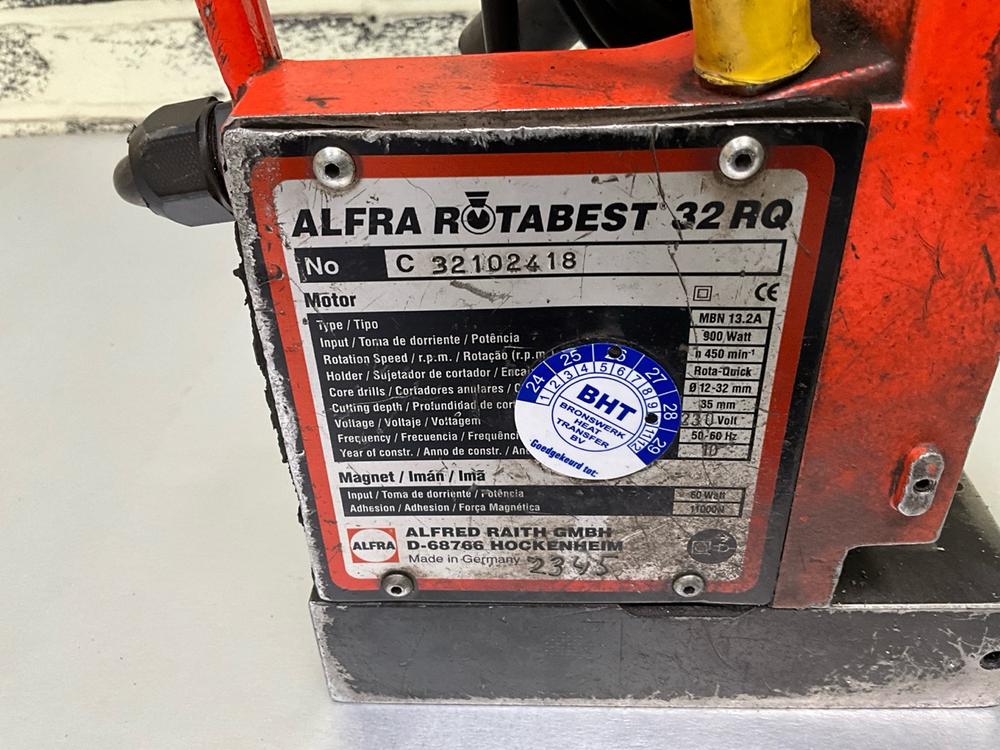 ALFRA ROTABEST 32 RQ
No C 32102418
Motor CE
Type / Tipo MBN 13.2A
Input / Toma de dorriente / Potência 900 Watt
Rotation Speed / r.p.m. / Rotação (r.p.m. n 450 min⁻¹
Holder / Sujetador de cortador / Encai Rota-Quick
Core drills / Coriadores anulares / C Ø 12-32 mm
Cutting depth / Profundidad de cor 35 mm
Voltage / Voltaje / Voltagem 230 Volt
Frequency / Frecuencia / Frequênci 50-60 Hz
Year of constr. / Anno de constr. / An 10
24 25 26 27 28 29
1 2 3 4 5 6 7 8 9 11 12
BHT
BRONSWERK
HEAT
TRANSFER
BV
Goedgekeurd tot:
Magnet / Imán / Imã
Input / Toma de dorriente / Potência 60 Watt
Adhesion / Adhesion / Força Magnética 11000N
ALFRA
ALFRED RAITH GMBH
D-68766 HOCKENHEIM
Made in Germany 2345